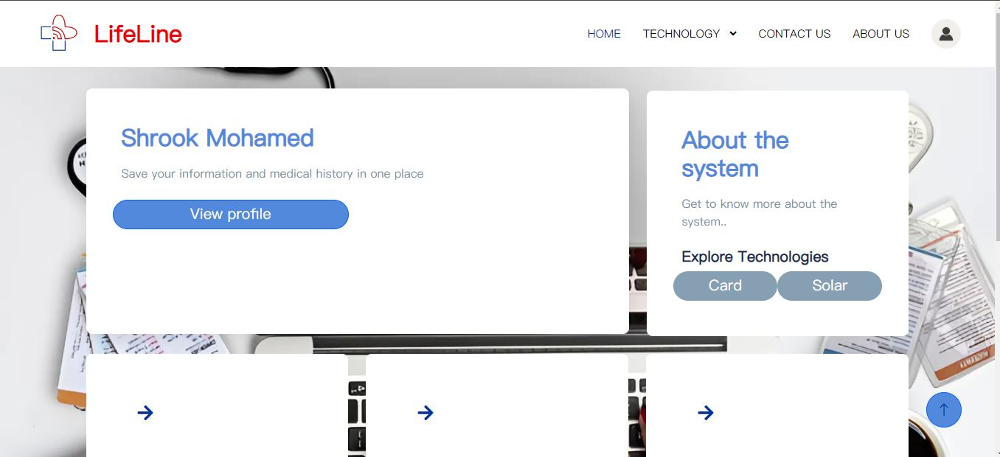 LifeLine
HOME
TECHNOLOGY
CONTACT US
ABOUT US
Shrook Mohamed
Save your information and medical history in one place
View profile
About the
system
Get to know more about the
system..
Explore Technologies
Card
Solar